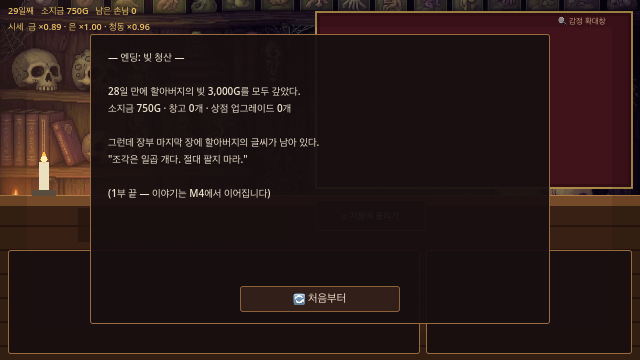 29일째 소지금 750G 남은 손님 0
시세 금 ×0.89 · 은 ×1.00 · 청동 ×0.96
🔍 감정 확대창
— 엔딩: 빚 청산 —
28일 만에 할아버지의 빚 3,000G를 모두 갚았다.
소지금 750G · 창고 0개 · 상점 업그레이드 0개
그런데 장부 마지막 장에 할아버지의 글씨가 남아 있다.
"조각은 일곱 개다. 절대 팔지 마라."
(1부 끝 — 이야기는 M4에서 이어집니다)
🔄 처음부터